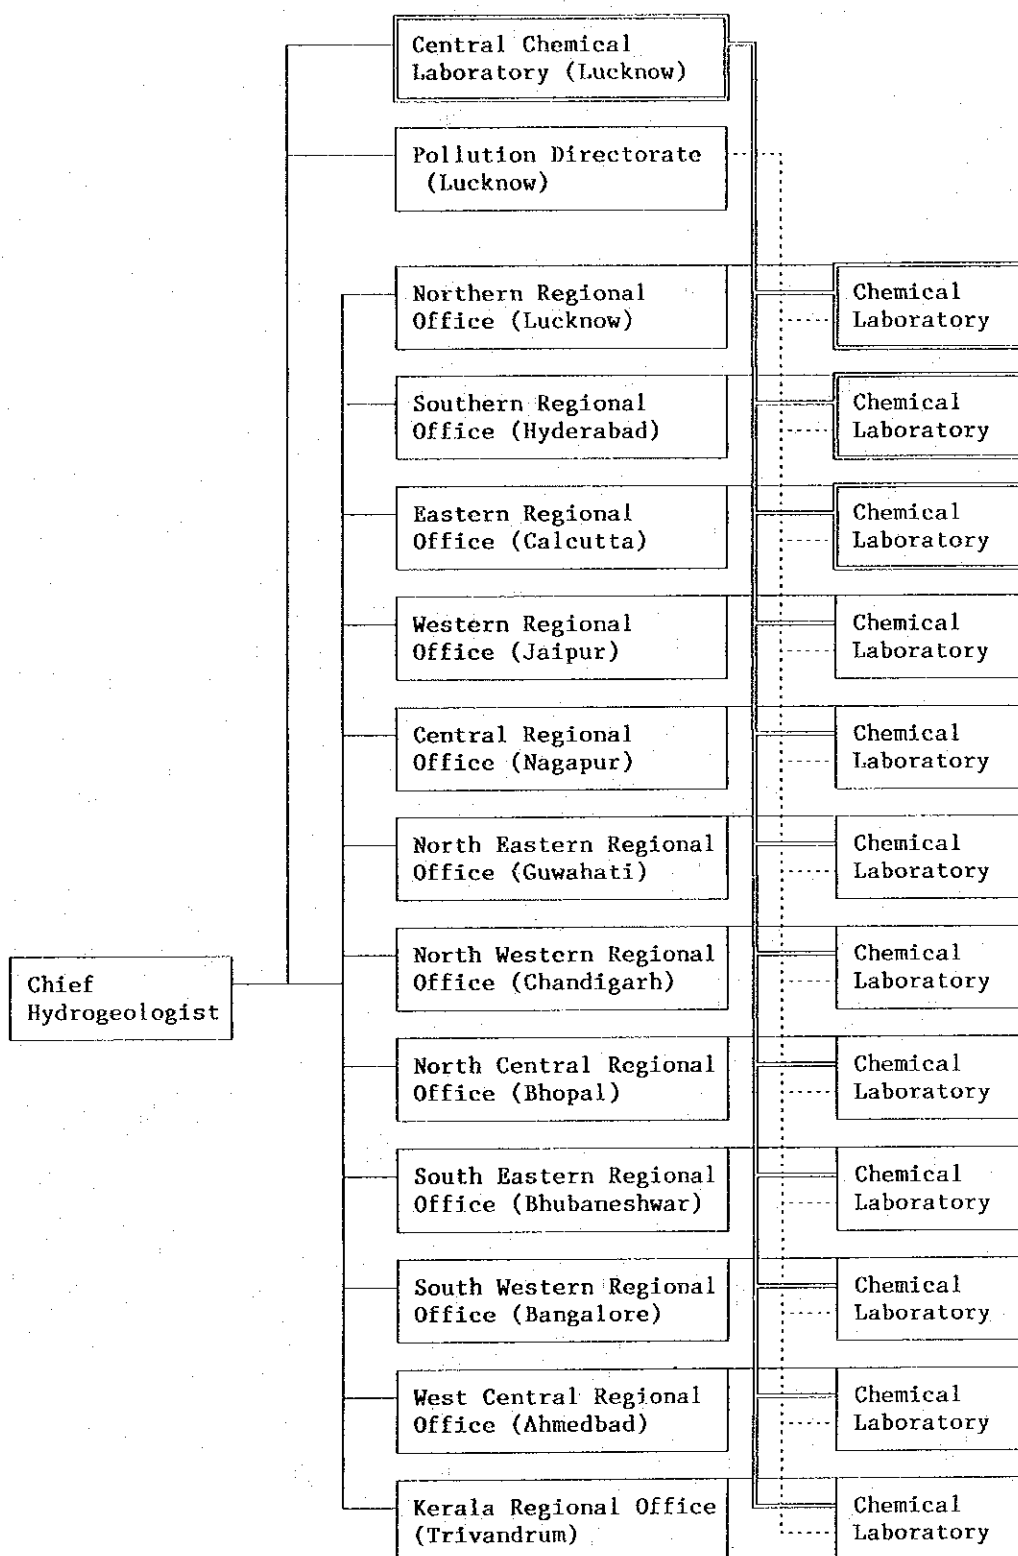 Central Chemical
Laboratory (Lucknow)
Pollution Directorate
(Lucknow)
Northern Regional
Office (Lucknow)
Chemical
Laboratory
Southern Regional
Office (Hyderabad)
Chemical
Laboratory
Eastern Regional
Office (Calcutta)
Chemical
Laboratory
Western Regional
Office (Jaipur)
Chemical
Laboratory
Central Regional
Office (Nagapur)
Chemical
Laboratory
North Eastern Regional
Office (Guwahati)
Chemical
Laboratory
North Western Regional
Office (Chandigarh)
Chemical
Laboratory
Chief
Hydrogeologist
North Central Regional
Office (Bhopal)
Chemical
Laboratory
South Eastern Regional
Office (Bhubaneshwar)
Chemical
Laboratory
South Western Regional
Office (Bangalore)
Chemical
Laboratory
West Central Regional
Office (Ahmedbad)
Chemical
Laboratory
Kerala Regional Office
(Trivandrum)
Chemical
Laboratory